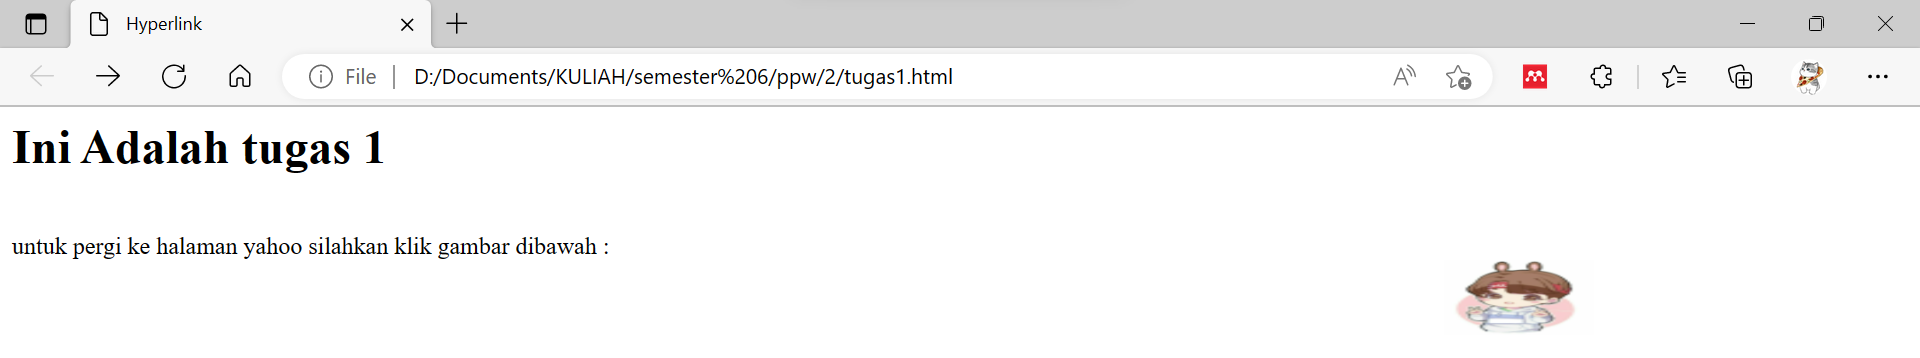 Hyperlink
File D:/Documents/KULIAH/semester%206/ppw/2/tugas1.html
Ini Adalah tugas 1
untuk pergi ke halaman yahoo silahkan klik gambar dibawah :